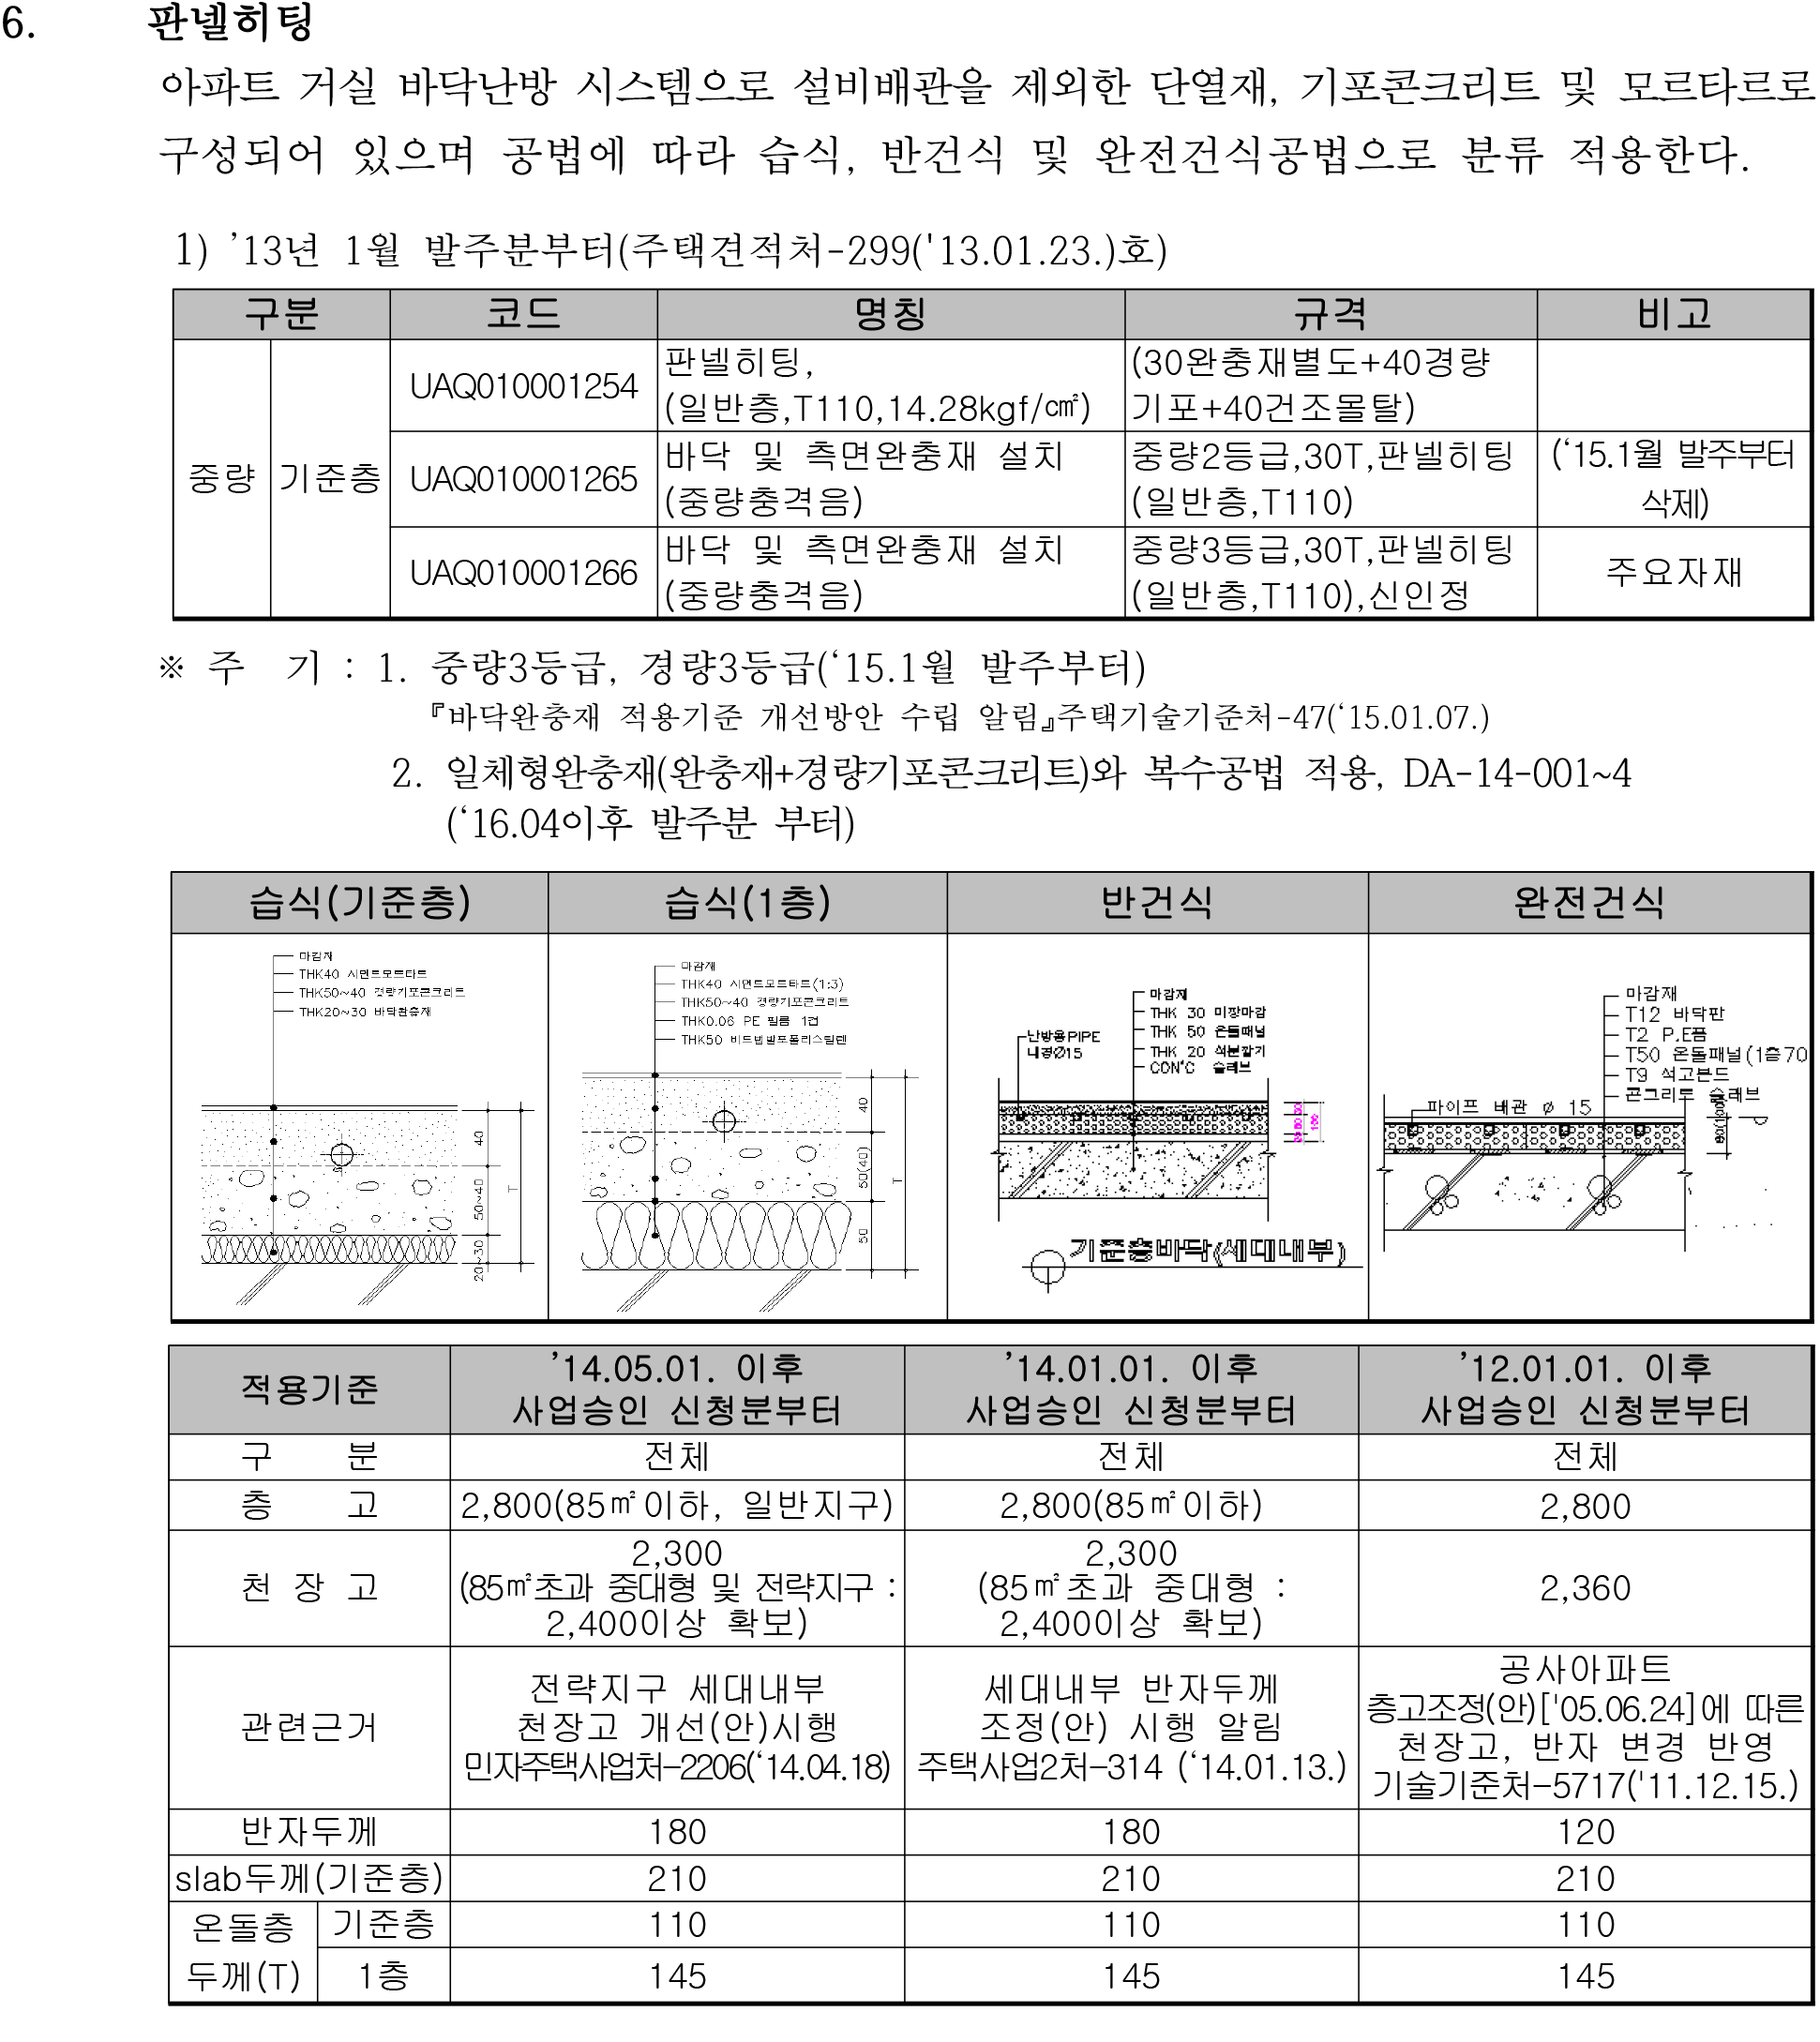 6. 판넬히팅
아파트 거실 바닥난방 시스템으로 설비배관을 제외한 단열재, 기포콘크리트 및 모르타르로
구성되어 있으며 공법에 따라 습식, 반건식 및 완전건식공법으로 분류 적용한다.
1) ’13년 1월 발주분부터(주택견적처-299('13.01.23.)호)
구분 코드 명칭 규격 비고
중량 기준층
UAQ010001254
판넬히팅,
(일반층,T110,14.28kgf/㎠)
(30완충재별도+40경량
기포+40건조몰탈)
UAQ010001265
바닥 및 측면완충재 설치
(중량충격음)
중량2등급,30T,판넬히팅
(일반층,T110)
(‘15.1월 발주부터
삭제)
UAQ010001266
바닥 및 측면완충재 설치
(중량충격음)
중량3등급,30T,판넬히팅
(일반층,T110),신인정
주요자재
※ 주 기 : 1. 중량3등급, 경량3등급(‘15.1월 발주부터)
『바닥완충재 적용기준 개선방안 수립 알림』주택기술기준처-47(‘15.01.07.)
2. 일체형완충재(완충재+경량기포콘크리트)와 복수공법 적용, DA-14-001~4
(‘16.04이후 발주분 부터)
습식(기준층) 습식(1층) 반건식 완전건식
마감재
THK40 시멘트모르타르
THK50~40 경량기포콘크리트
THK20~30 바닥완충재
40
50~40
20~30
T
마감재
THK40 시멘트모르타르(1:3)
THK50~40 경량기포콘크리트
THK0.06 PE 필름 1겹
THK50 비드법발포폴리스틸렌
40
50(40)
50
T
마감재
THK 30 미장마감
THK 50 온돌패널
THK 20 석분깔기
CON'C 슬래브
난방용PIPE
내경Ø15
100
기준층바닥(세대내부)
마감재
T12 바닥판
T2 P.E폼
T50 온돌패널(1층70
T9 석고본드
콘크리트 슬래브
파이프 배관 ø 15
적용기준
’14.05.01. 이후
사업승인 신청분부터
’14.01.01. 이후
사업승인 신청분부터
’12.01.01. 이후
사업승인 신청분부터
구 분 전체 전체 전체
층 고 2,800(85㎡이하, 일반지구) 2,800(85㎡이하) 2,800
천 장 고
2,300
(85㎡초과 중대형 및 전략지구 :
2,400이상 확보)
2,300
(85㎡초과 중대형 :
2,400이상 확보)
2,360
관련근거
전략지구 세대내부
천장고 개선(안)시행
민자주택사업처-2206(‘14.04.18)
세대내부 반자두께
조정(안) 시행 알림
주택사업2처-314 (‘14.01.13.)
공사아파트
층고조정(안)['05.06.24]에 따른
천장고, 반자 변경 반영
기술기준처-5717('11.12.15.)
반자두께 180 180 120
slab두께(기준층) 210 210 210
온돌층
두께(T)
기준층 110 110 110
1층 145 145 145